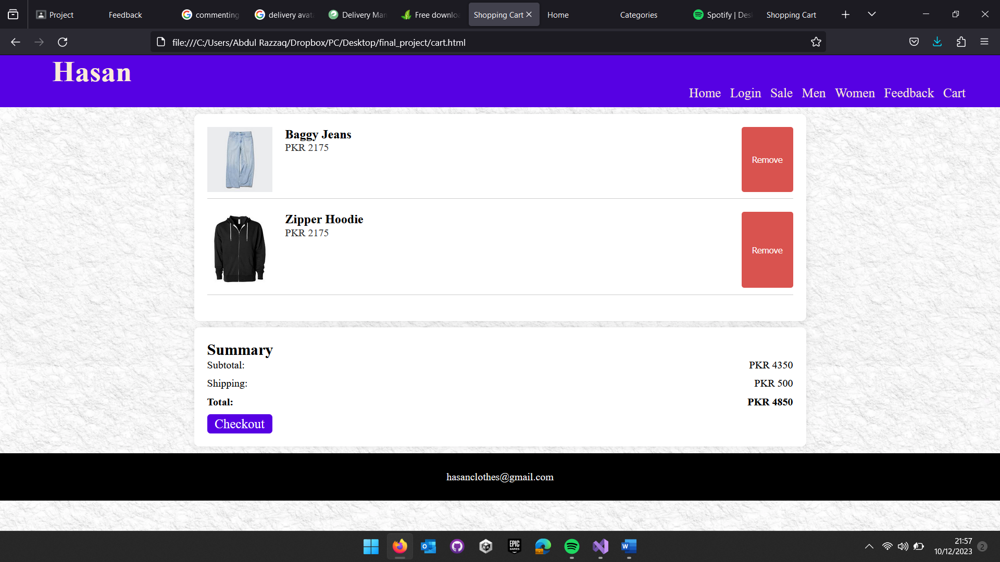 Project
Feedback
commenting
delivery avat
Delivery Man
Free downlo
Shopping Cart
Home
Categories
Spotify | Des
Shopping Cart
file:///C:/Users/Abdul Razzaq/Dropbox/PC/Desktop/final_project/cart.html
Hasan
Home Login Sale Men Women Feedback Cart
Baggy Jeans
PKR 2175
Remove
Zipper Hoodie
PKR 2175
Remove
Summary
Subtotal: PKR 4350
Shipping: PKR 500
Total: PKR 4850
Checkout
hasanclothes@gmail.com
EPIC
GAMES
21:57
10/12/2023
2